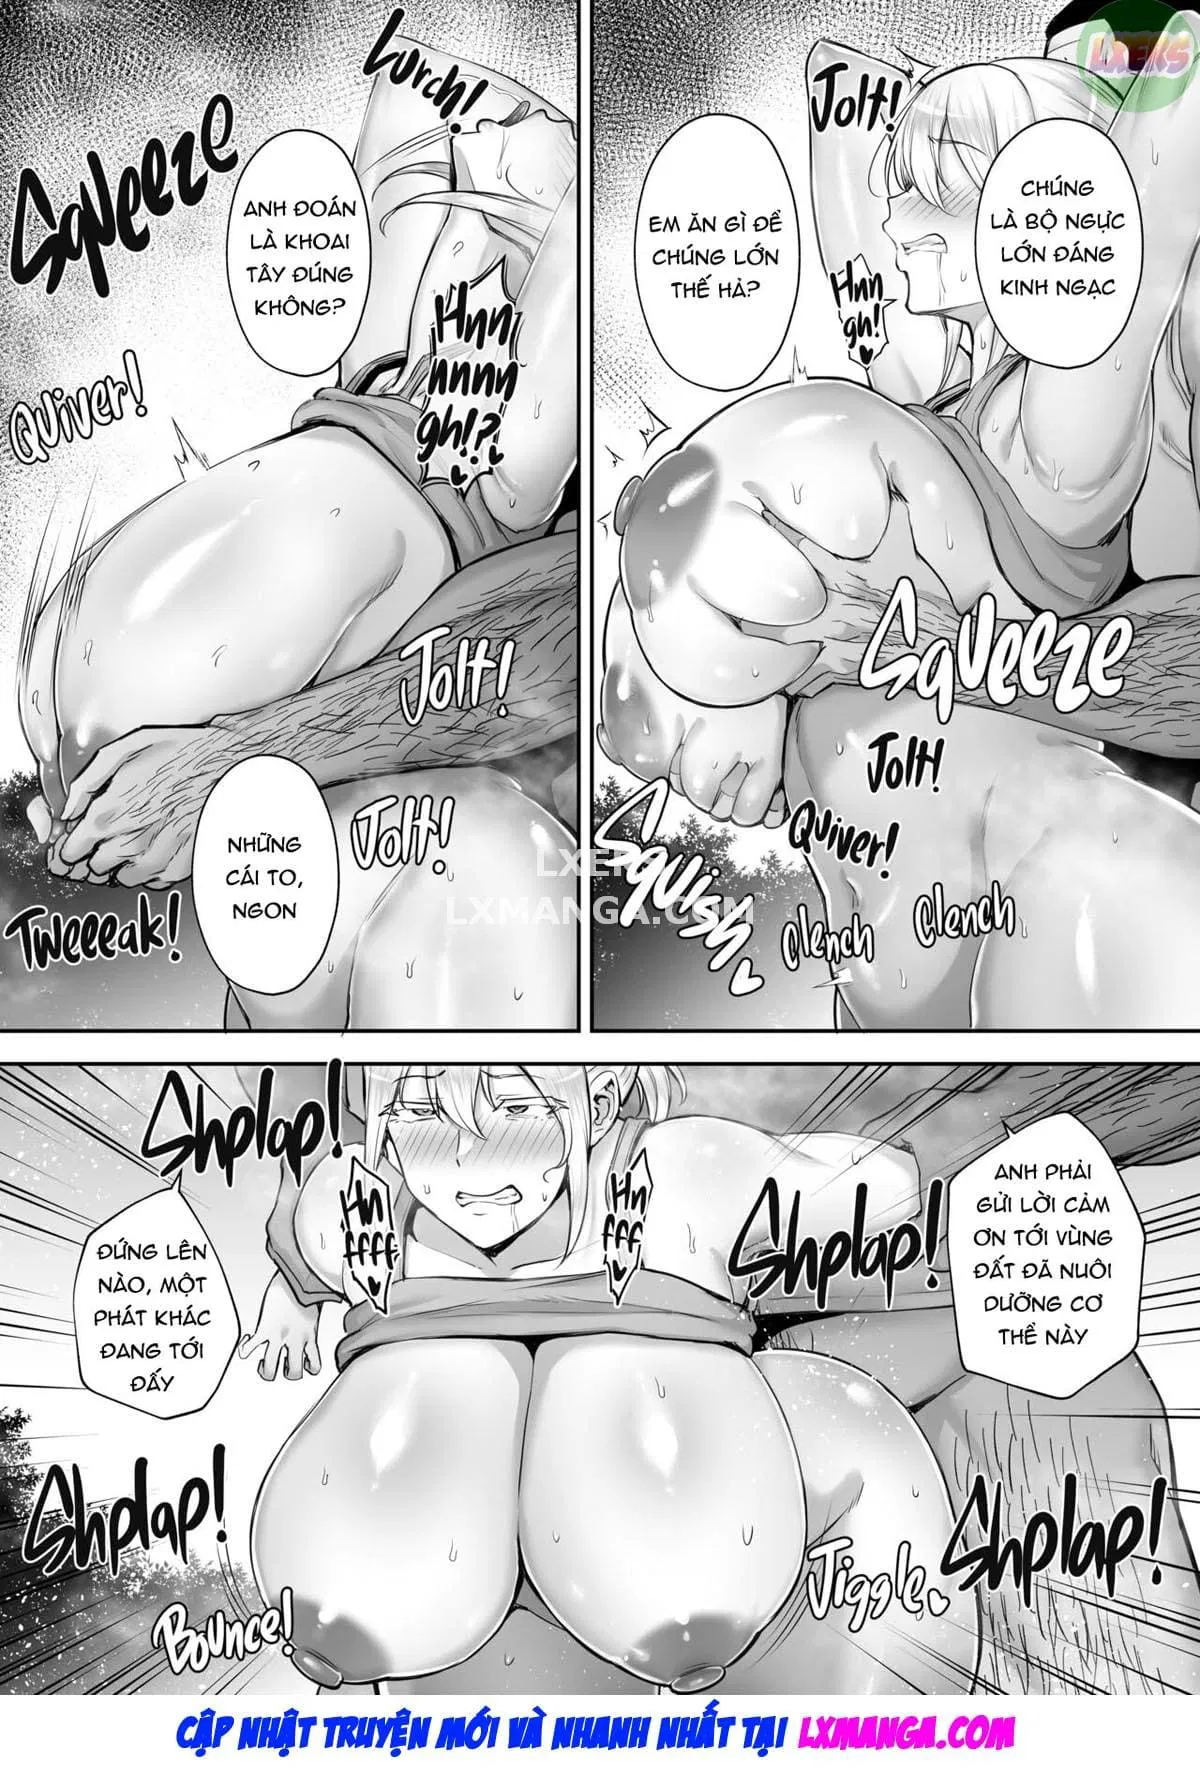 LXERS
Jolt!
CHÚNG
LÀ BỘ NGỰC
LỚN ĐÁNG
KINH NGẠC
EM ĂN GÌ ĐỂ
CHÚNG LỚN
THẾ HẢ?
Hnn
gh!
Squeeze
Jolt!
Quiver!
Clench
Clench
Squish
Lurch!
Squeeze
ANH ĐOÁN
LÀ KHOAI
TÂY ĐÚNG
KHÔNG?
Hnn
nnnn
gh!?
Quiver!
Jolt!
Jolt!
NHỮNG
CÁI TO,
NGON
Tweeeak!
LXERS
LXMANGA.COM
ANH PHẢI
GỬI LỜI CẢM
ƠN TỚI VÙNG
ĐẤT ĐÃ NUÔI
DƯỠNG CƠ
THỂ NÀY
Shplap!
Hn
fff
Hn
ffff
Shplap!
ĐỨNG LÊN
NÀO, MỘT
PHÁT KHÁC
ĐANG TỚI
ĐẤY
Shplap!
Jiggle
Shplap!
Bounce!
CẬP NHẬT TRUYỆN MỚI VÀ NHANH NHẤT TẠI LXMANGA.COM